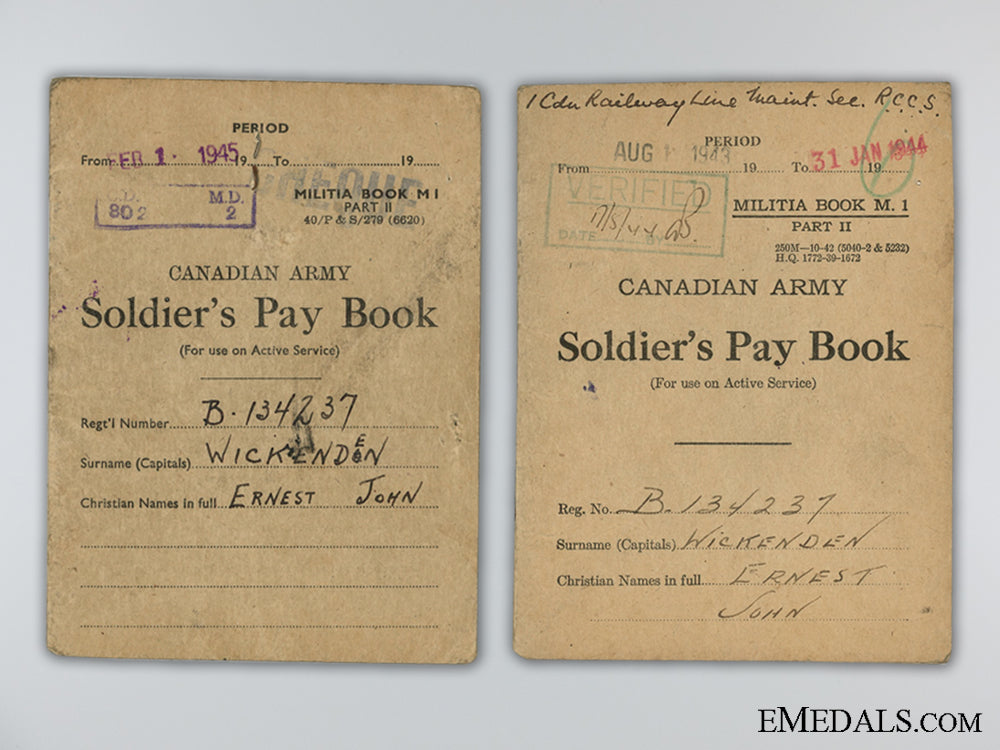 PERIOD
From FEB 1 · 1945 19 To 19
M.D. 2
802
MILITIA BOOK M I
PART II
40/P & S/279 (6620)
CANADIAN ARMY
Soldier's Pay Book
(For use on Active Service)
Regt'l Number B·134237
Surname (Capitals) WICKENDEN
Christian Names in full ERNEST JOHN
1 Cdn Railway Line Maint. Sec. R.C.C.S.
PERIOD
From AUG 1 1943 19 To 31 JAN 1944 19
VERIFIED
17/5/44
DATE BY
MILITIA BOOK M. 1
PART II
250M—10-42 (5040-2 & 5232)
H.Q. 1772-39-1672
CANADIAN ARMY
Soldier's Pay Book
(For use on Active Service)
Reg. No. B. 134237
Surname (Capitals) WICKENDEN
Christian Names in full ERNEST
JOHN
EMEDALS.COM